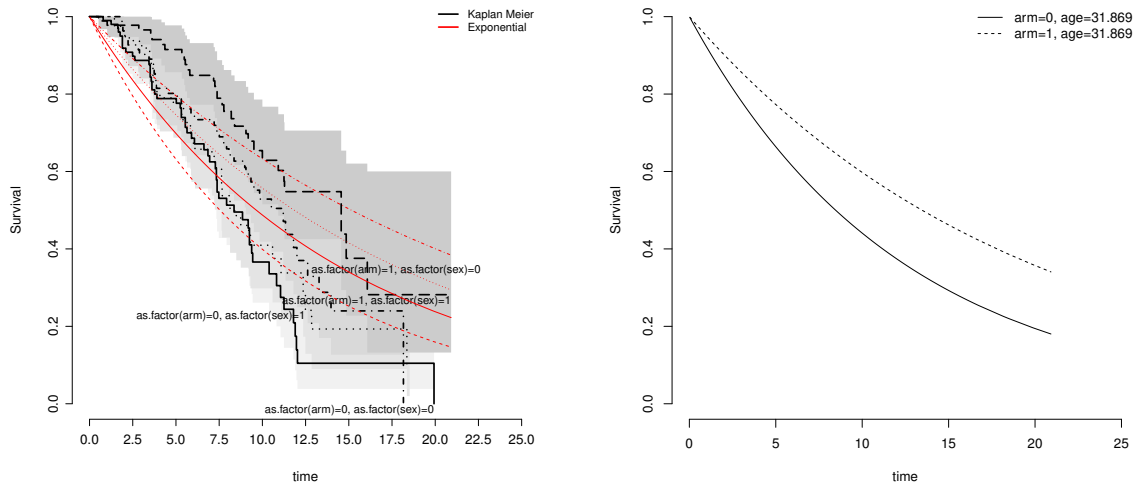 Kaplan Meier
Exponential
Survival
1.0
0.8
0.6
0.4
0.2
0.0
as.factor(arm)=1, as.factor(sex)=0
as.factor(arm)=1, as.factor(sex)=1
as.factor(arm)=0, as.factor(sex)=1
as.factor(arm)=0, as.factor(sex)=0
0.0 2.5 5.0 7.5 10.0 12.5 15.0 17.5 20.0 22.5 25.0
time
arm=0, age=31.869
arm=1, age=31.869
Survival
1.0
0.8
0.6
0.4
0.2
0.0
0 5 10 15 20 25
time